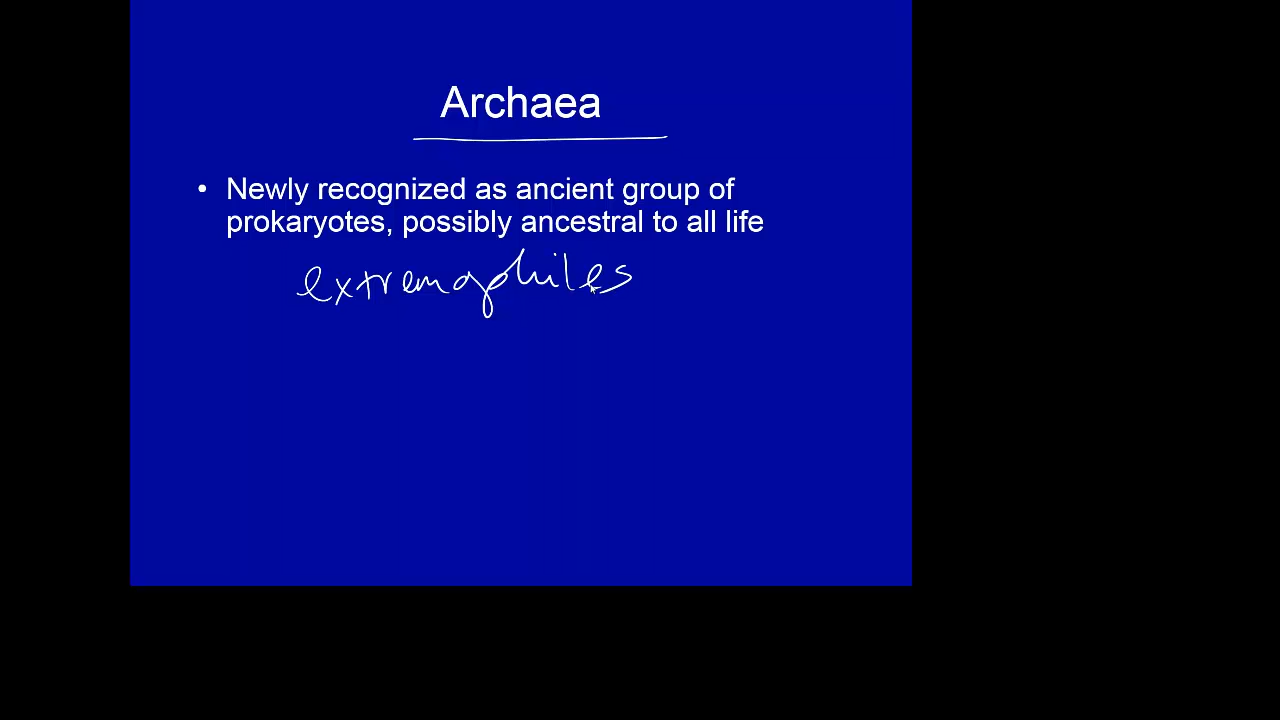 Archaea
• Newly recognized as ancient group of
prokaryotes, possibly ancestral to all life
extremophiles